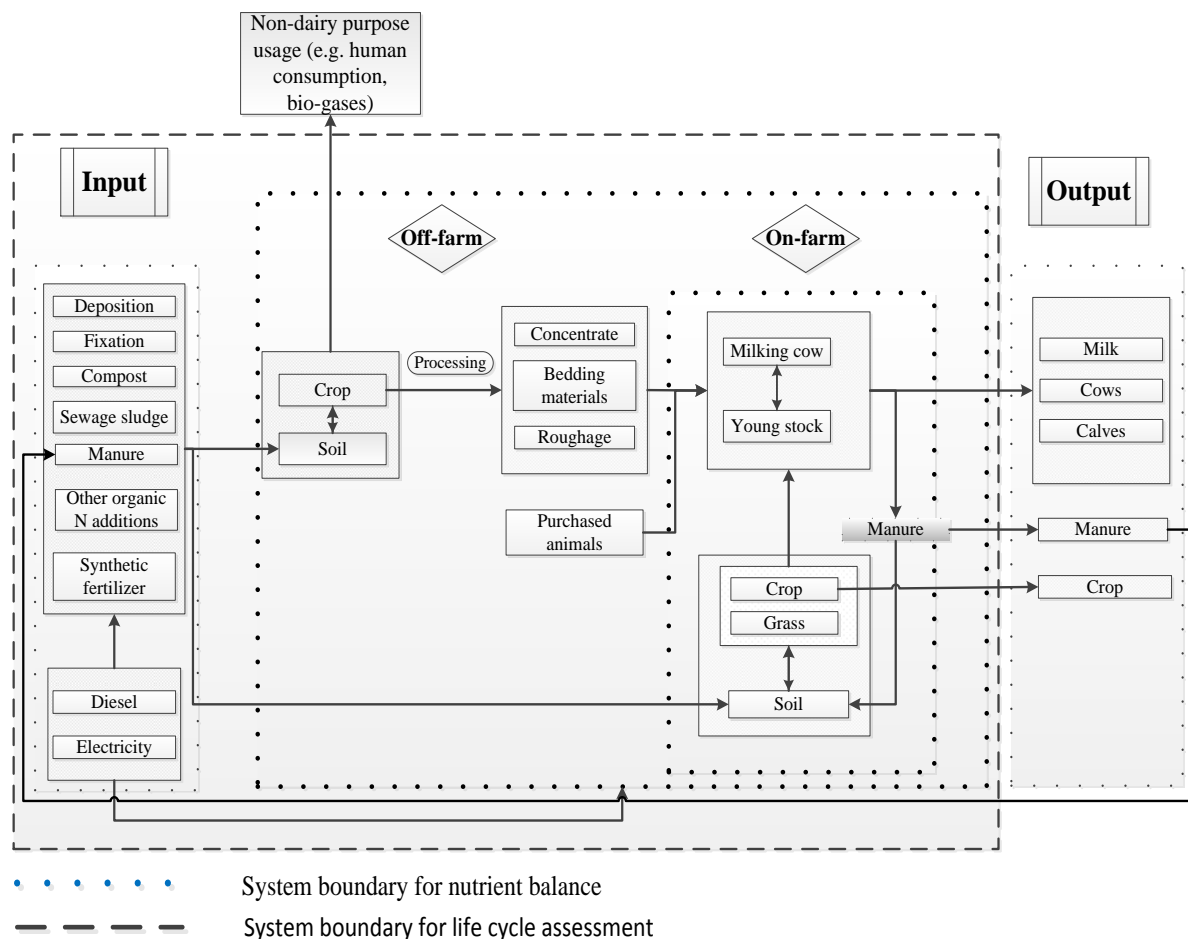 Non-dairy purpose
usage (e.g. human
consumption,
bio-gases)
Input
Output
Off-farm
On-farm
Deposition
Fixation
Compost
Sewage sludge
Manure
Other organic
N additions
Synthetic
fertilizer
Diesel
Electricity
Crop
Soil
Processing
Concentrate
Bedding
materials
Roughage
Purchased
animals
Milking cow
Young stock
Manure
Crop
Grass
Soil
Milk
Cows
Calves
Manure
Crop
System boundary for nutrient balance
System boundary for life cycle assessment